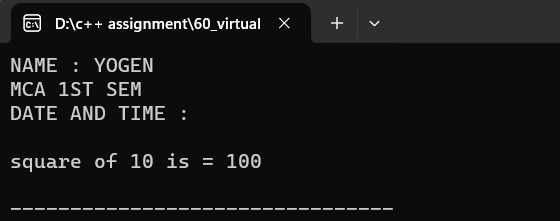 D:\c++ assignment\60_virtual
NAME : YOGEN
MCA 1ST SEM
DATE AND TIME :
square of 10 is = 100
--------------------------------